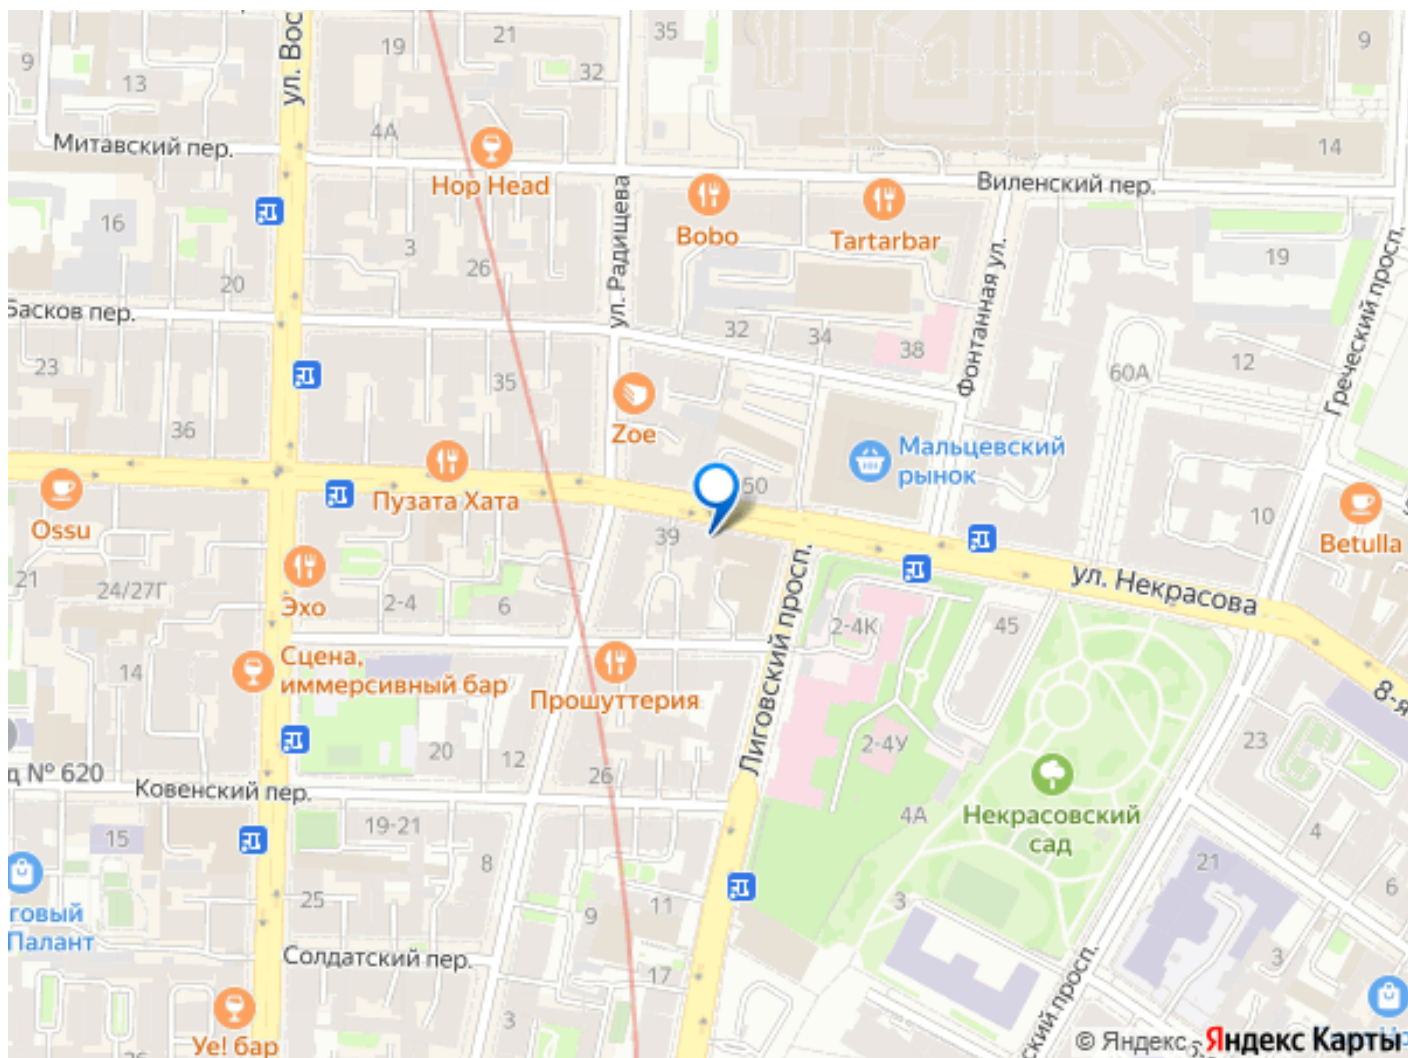 ул. Вос
19
21
35
9
9
13
32
4А
Митавский пер.
14
Hop Head
Виленский пер.
ул. Радищева
Bobo
Tartarbar
16
3
26
20
19
Фонтанная ул.
Греческий просп.
Басков пер.
32
34
38
12
60А
23
35
36
Zoe
Мальцевский
рынок
Пузата Хата
50
10
Ossu
39
Betulla
21
24/27Г
Эхо
2-4
6
ул. Некрасова
2-4К
45
Сцена,
иммерсивный бар
14
Прошуттерия
Лиговский просп.
8-я
20
12
2-4У
23
26
д № 620
Ковенский пер.
4А
Некрасовский
сад
15
19-21
4
8
21
6
говый
Палант
25
9
11
3
Солдатский пер.
17
3
3
ский просп.
Уе! бар
26
© Яндекс
Яндекс Карты